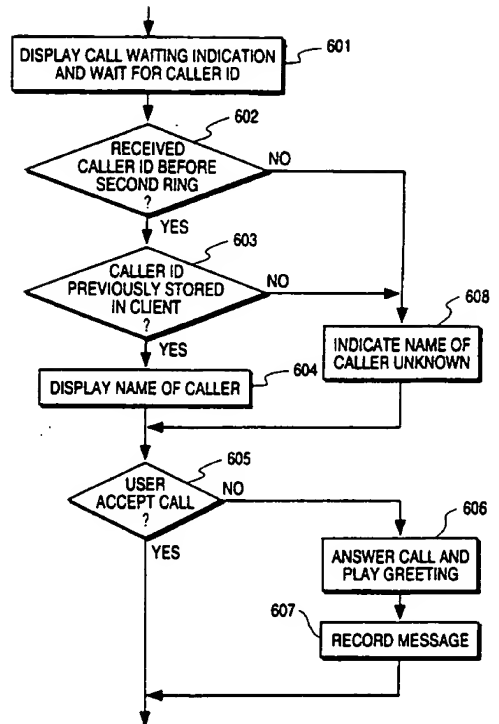 601
DISPLAY CALL WAITING INDICATION
AND WAIT FOR CALLER ID
602
RECEIVED
CALLER ID BEFORE
SECOND RING
?
NO
YES
603
CALLER ID
PREVIOUSLY STORED
IN CLIENT
?
NO
YES
608
INDICATE NAME OF
CALLER UNKNOWN
604
DISPLAY NAME OF CALLER
605
USER
ACCEPT CALL
?
NO
YES
606
ANSWER CALL AND
PLAY GREETING
607
RECORD MESSAGE